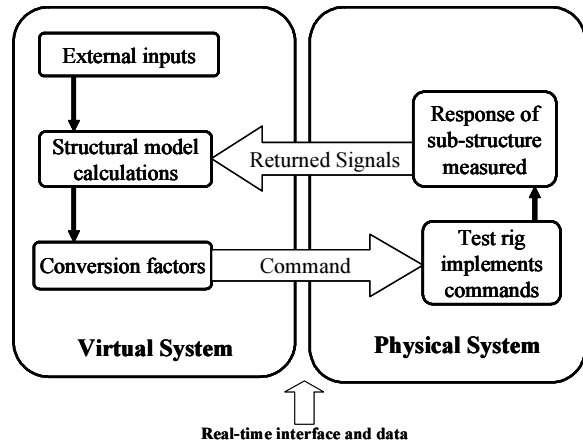 External inputs
Structural model
calculations
Conversion factors
Virtual System
Returned Signals
Command
Response of
sub-structure
measured
Test rig
implements
commands
Physical System
Real-time interface and data